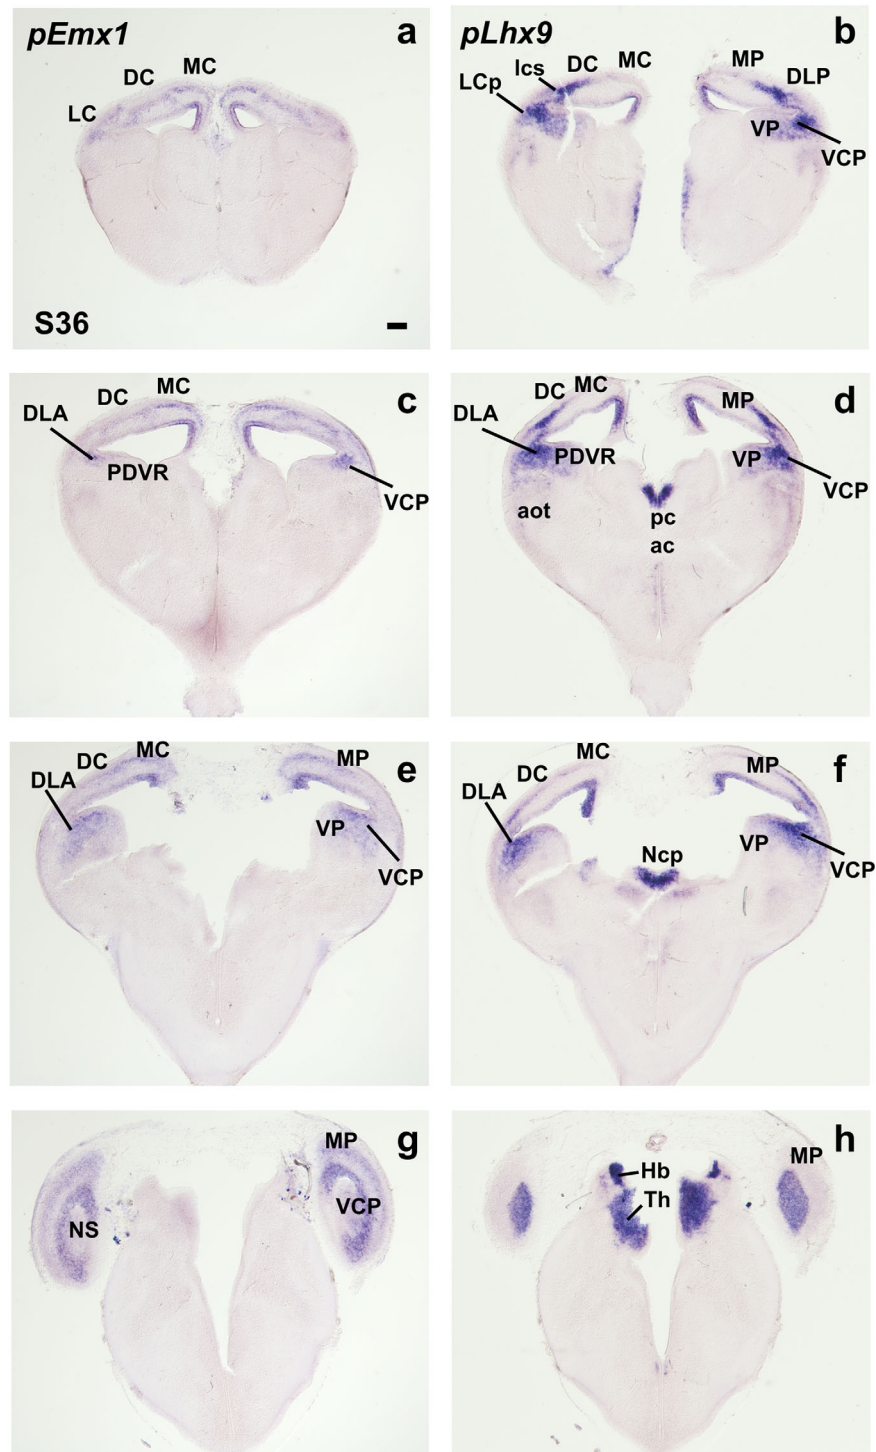 pEmx1
a
MC
DC
LC
S36
pLhx9
b
lcs
DC
MC
LCp
MP
DLP
VP
VCP
c
MC
DC
DLA
PDVR
VCP
d
DC
MC
DLA
PDVR
MP
VP
VCP
aot
pc
ac
e
MC
DC
DLA
MP
VP
VCP
f
MC
DC
DLA
MP
VP
VCP
Ncp
g
MP
NS
VCP
h
Hb
Th
MP